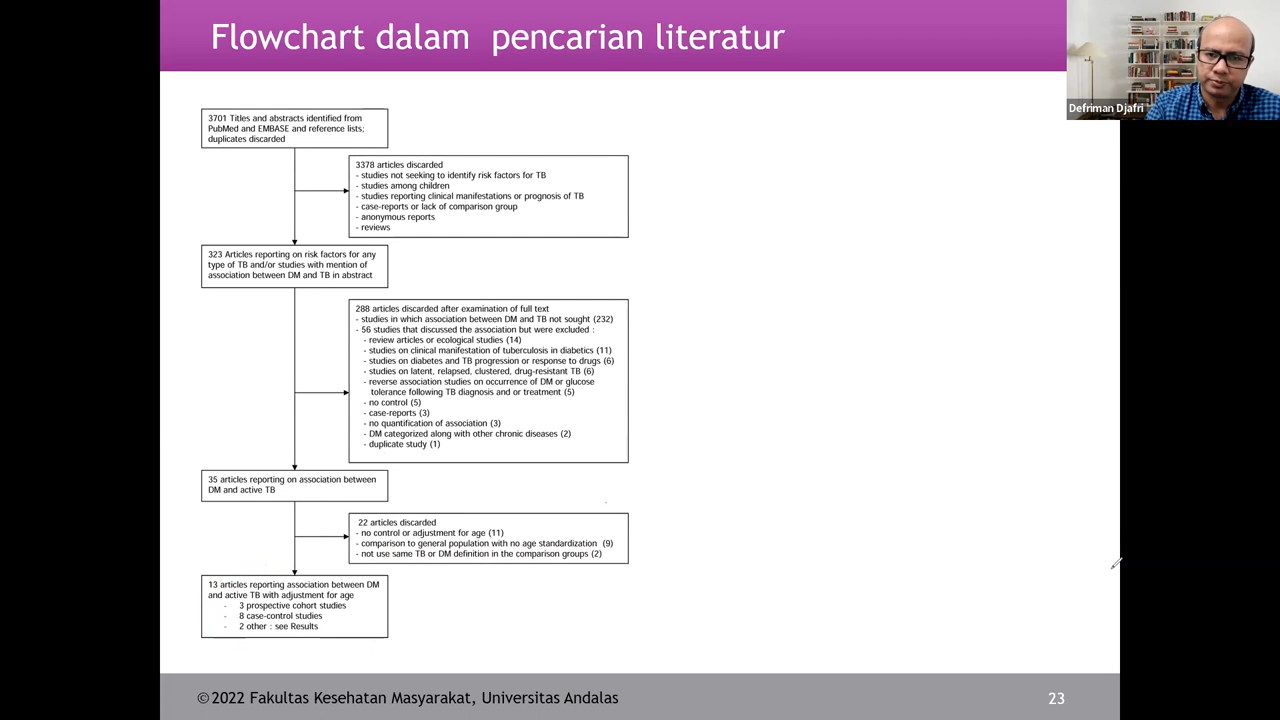 Flowchart dalam pencarian literatur
Defriman Djafri
3701 Titles and abstracts identified from
PubMed and EMBASE and reference lists;
duplicates discarded
3378 articles discarded
- studies not seeking to identify risk factors for TB
- studies among children
- studies reporting clinical manifestations or prognosis of TB
- case-reports or lack of comparison group
- anonymous reports
- reviews
323 Articles reporting on risk factors for any
type of TB and/or studies with mention of
association between DM and TB in abstract
288 articles discarded after examination of full text
- studies in which association between DM and TB not sought (232)
- 56 studies that discussed the association but were excluded :
- review articles or ecological studies (14)
- studies on clinical manifestation of tuberculosis in diabetics (11)
- studies on diabetes and TB progression or response to drugs (6)
- studies on latent, relapsed, clustered, drug-resistant TB (6)
- reverse association studies on occurrence of DM or glucose
tolerance following TB diagnosis and or treatment (5)
- no control (5)
- case-reports (3)
- no quantification of association (3)
- DM categorized along with other chronic diseases (2)
- duplicate study (1)
35 articles reporting on association between
DM and active TB
22 articles discarded
- no control or adjustment for age (11)
- comparison to general population with no age standardization (9)
- not use same TB or DM definition in the comparison groups (2)
13 articles reporting association between DM
and active TB with adjustment for age
- 3 prospective cohort studies
- 8 case-control studies
- 2 other : see Results
©2022 Fakultas Kesehatan Masyarakat, Universitas Andalas
23